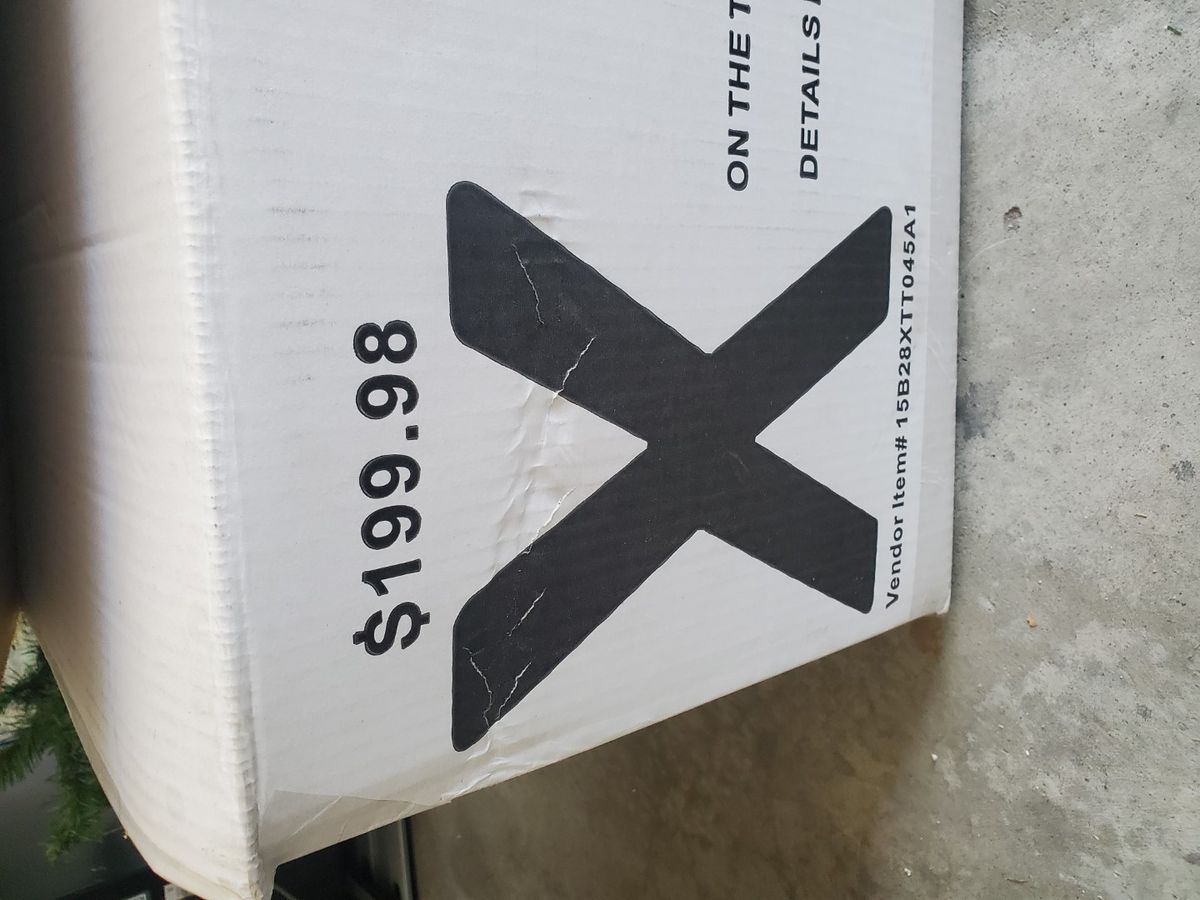 $199.98
X
ON THE T
DETAILS
Vendor Item# 15B28XTT045A1